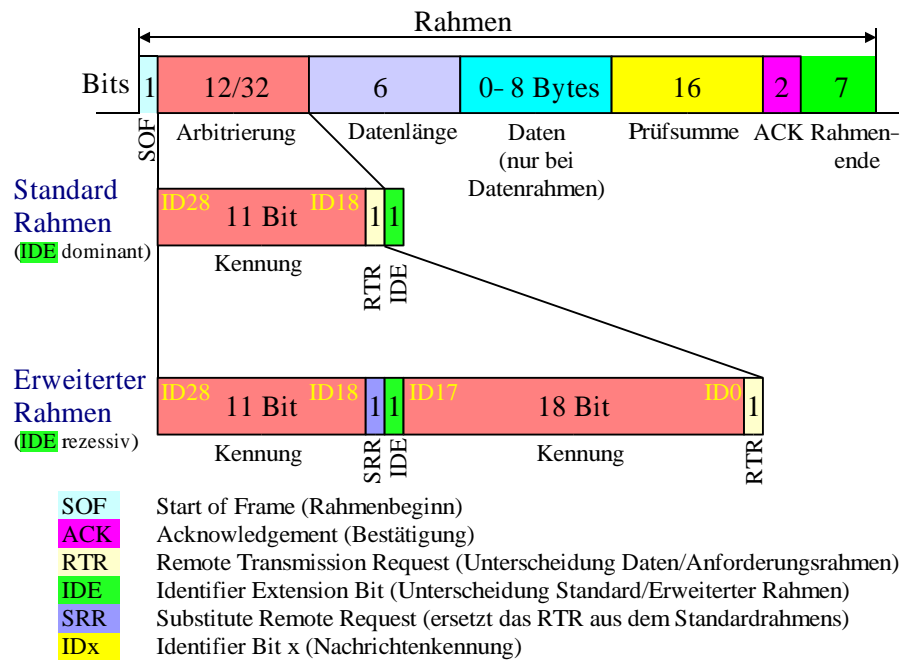 Rahmen
Bits 1 12/32 6 0- 8 Bytes 16 2 7
SOF Arbitrierung Datenlänge Daten Prüfsumme ACK Rahmen-
(nur bei ende
Datenrahmen)
Standard
Rahmen
(IDE dominant)
ID28 11 Bit ID18 1 1
Kennung RTR IDE
Erweiterter
Rahmen
(IDE rezessiv)
ID28 11 Bit ID18 1 1 ID17 18 Bit ID0 1
Kennung SRR IDE Kennung RTR
SOF Start of Frame (Rahmenbeginn)
ACK Acknowledgement (Bestätigung)
RTR Remote Transmission Request (Unterscheidung Daten/Anforderungsrahmen)
IDE Identifier Extension Bit (Unterscheidung Standard/Erweiterter Rahmen)
SRR Substitute Remote Request (ersetzt das RTR aus dem Standardrahmens)
IDx Identifier Bit x (Nachrichtenkennung)